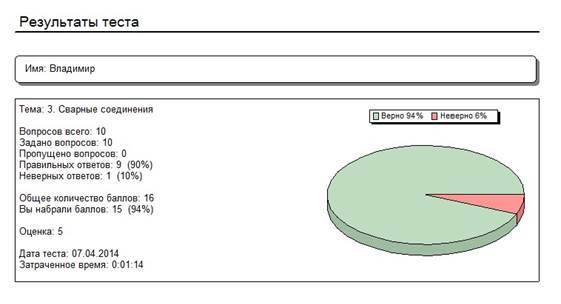 Результаты теста
Имя: Владимир
Тема: 3. Сварные соединения
Вопросов всего: 10
Задано вопросов: 10
Пропущено вопросов: 0
Правильных ответов: 9 (90%)
Неверных ответов: 1 (10%)
Общее количество баллов: 16
Вы набрали баллов: 15 (94%)
Оценка: 5
Дата теста: 07.04.2014
Затраченное время: 0:01:14
Верно 94% Неверно 6%